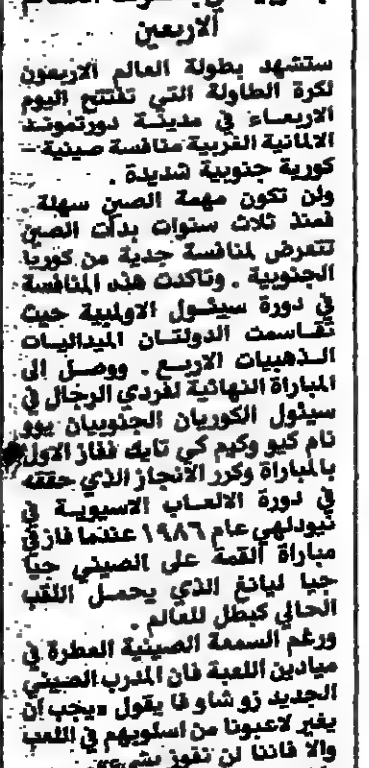 الاربعين
ستشهد بطولة العالم الاربعون
لكرة الطاولة التي تفتتح اليوم
الاربعاء في مدينة دورتموند
الالمانية الغربية منافسة صينية –
كورية جنوبية شديدة .
ولن تكون مهمة الصين سهلة .
فمنذ ثلاث سنوات بدأت الصين
تتعرض لمنافسة جدية من كوريا
الجنوبية . وتاكدت هذه المنافسة
في دورة سيئول الاولمبية حيث
تقاسمت الدولتان الميداليات
الذهبيات الاربع . ووصل الى
المباراة النهائية لفردي الرجال في
سيئول الكوريان الجنوبيان يوو
نام كيو وكيم كي تايك ففاز الاول
بالمباراة وكرر الانجاز الذي حققه
في دورة الالعاب الاسيوية في
نيودلهي عام ١٩٨٦ عندما فاز في
مباراة القمة على الصيني جيا
جيا ليانغ الذي يحمل اللقب
الحالي كبطل للعالم .
ورغم السمعة الصينية العطرة في
ميادين اللعبة فان المدرب الصيني
الجديد زو شاو فا يقول «يجب ان
يغير لاعبونا من اسلوبهم في اللعب
والا فاننا لن نفوز بشيء»